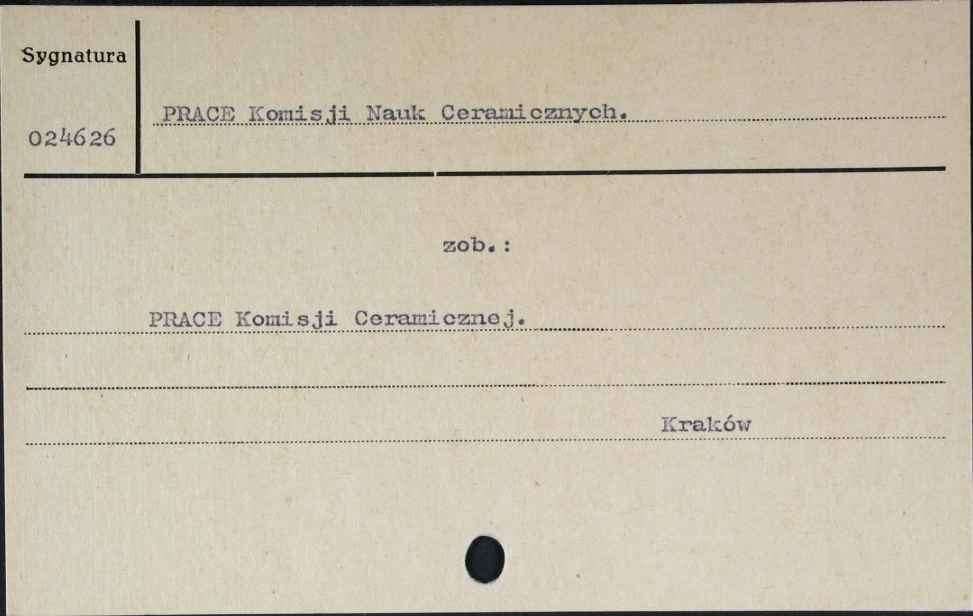 Sygnatura
PRACE Komisji Nauk Ceramicznych.
024626
zob.:
PRACE Komisji Ceramicznej.
Kraków